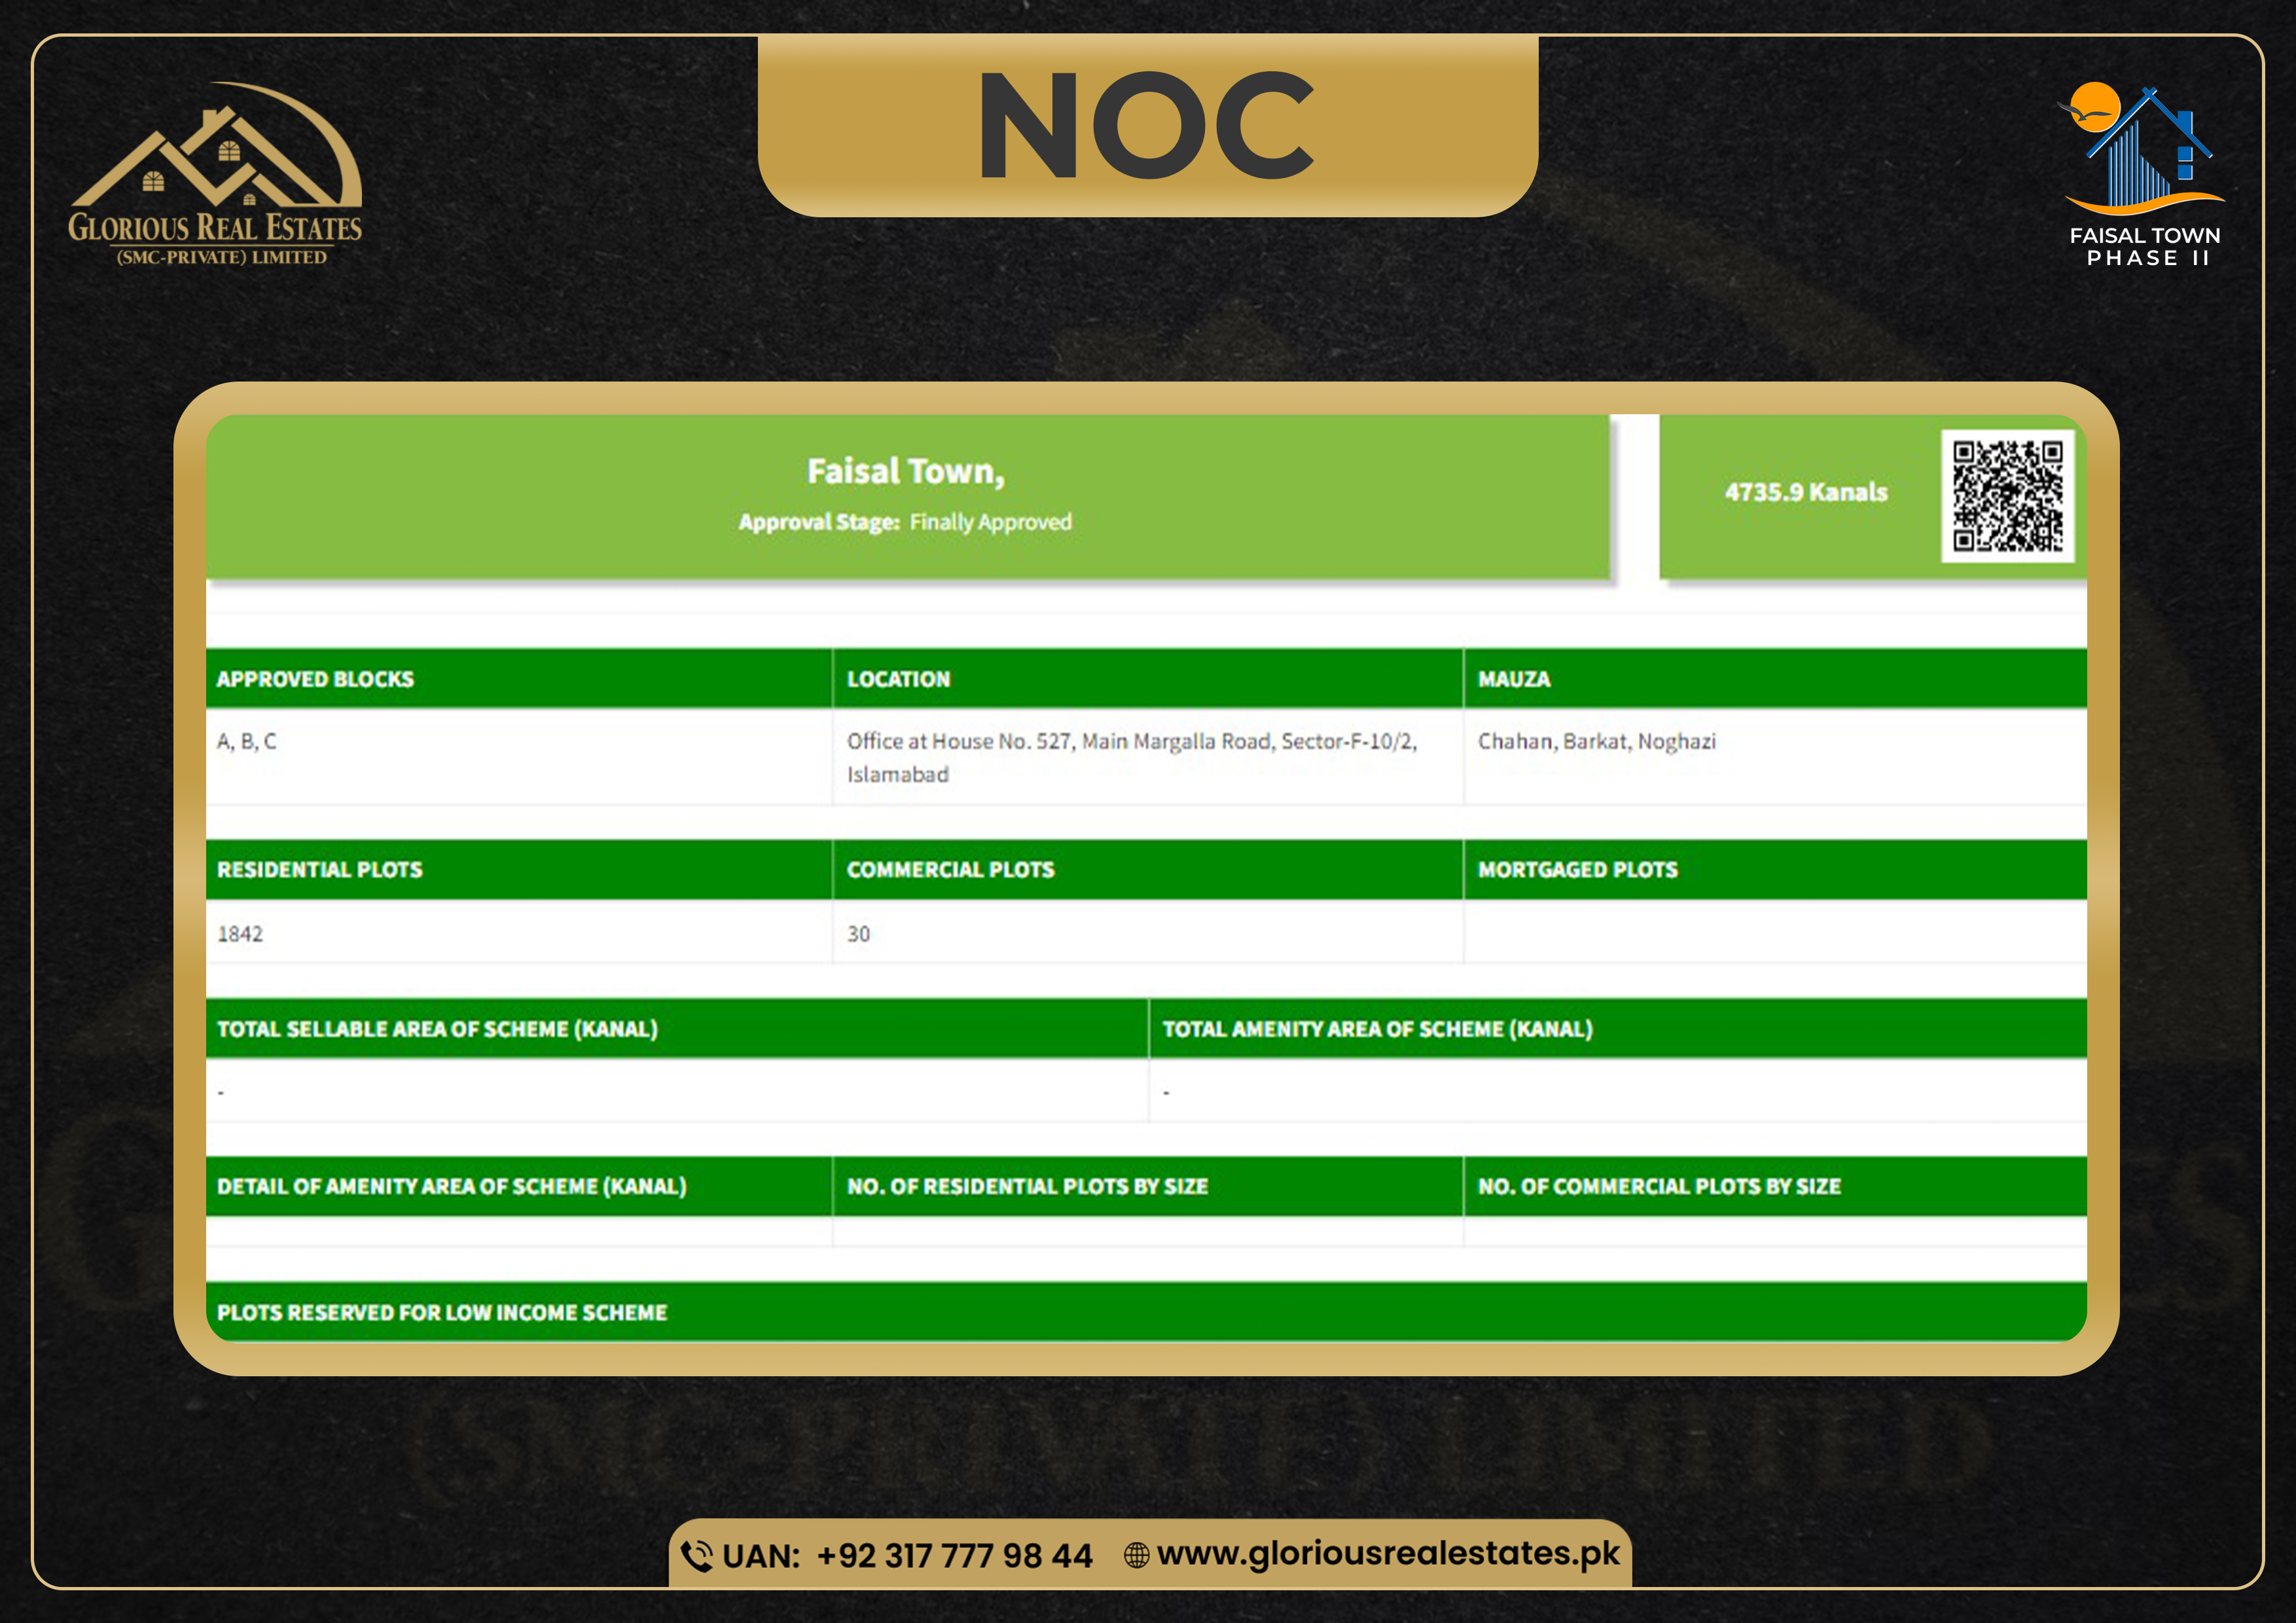 NOC
GLORIOUS REAL ESTATES
(SMC-PRIVATE) LIMITED
FAISAL TOWN
PHASE II
Faisal Town,
Approval Stage: Finally Approved
4735.9 Kanals
APPROVED BLOCKS
LOCATION
MAUZA
A, B, C
Office at House No. 527, Main Margalla Road, Sector-F-10/2,
Islamabad
Chahan, Barkat, Noghazi
RESIDENTIAL PLOTS
COMMERCIAL PLOTS
MORTGAGED PLOTS
1842
30
TOTAL SELLABLE AREA OF SCHEME (KANAL)
TOTAL AMENITY AREA OF SCHEME (KANAL)
-
-
DETAIL OF AMENITY AREA OF SCHEME (KANAL)
NO. OF RESIDENTIAL PLOTS BY SIZE
NO. OF COMMERCIAL PLOTS BY SIZE
PLOTS RESERVED FOR LOW INCOME SCHEME
(SMC-PRIVATE) LIMITED
UAN: +92 317 777 98 44
www.gloriousrealestates.pk